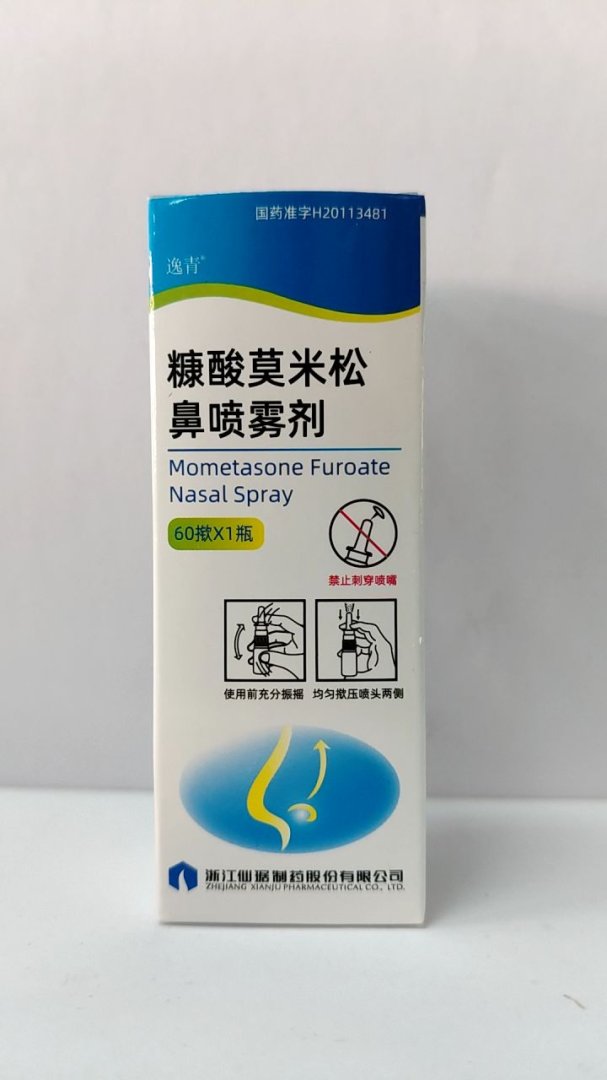 国药准字H20113481
逸青®
糠酸莫米松
鼻喷雾剂
Mometasone Furoate
Nasal Spray
60揿X1瓶
禁止刺穿喷嘴
使用前充分振摇 均匀揿压喷头两侧
浙江仙琚制药股份有限公司
ZHEJIANG XIANJU PHARMACEUTICAL CO., LTD.